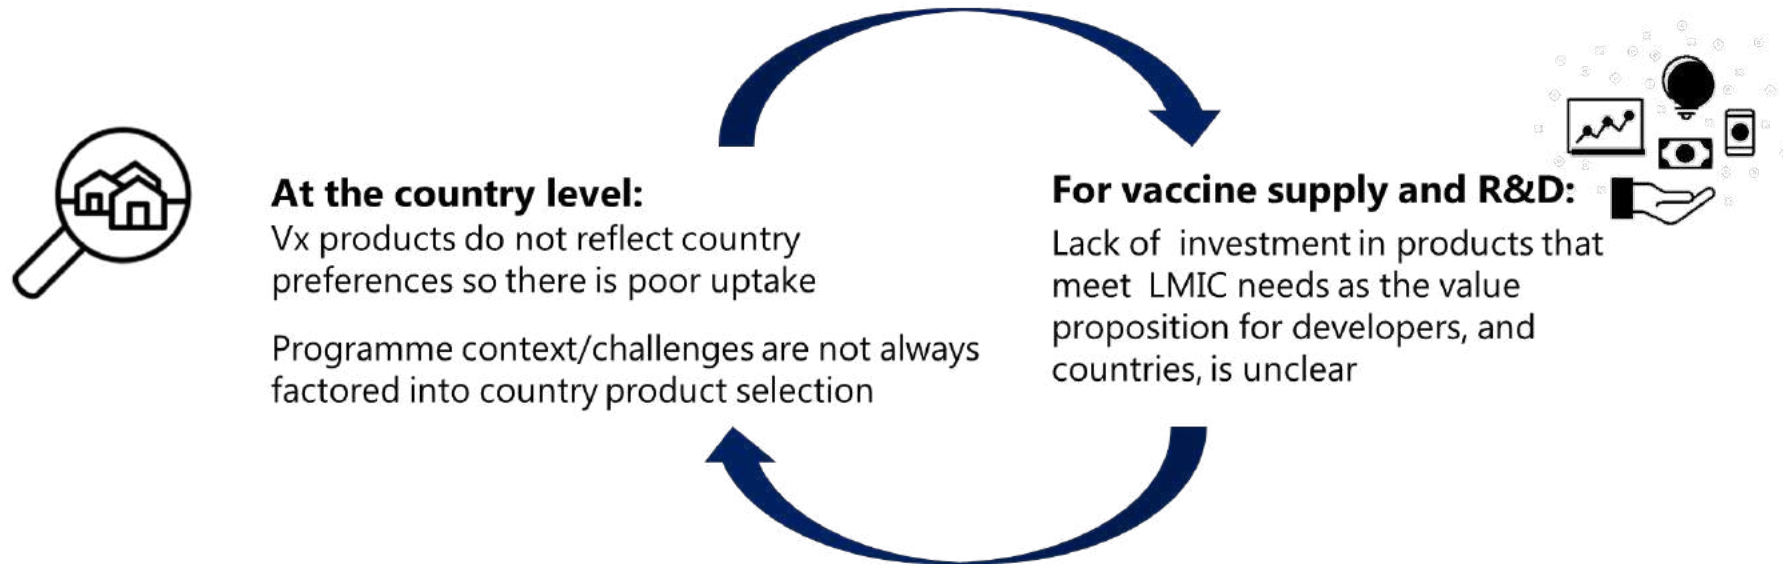 At the country level:
Vx products do not reflect country
preferences so there is poor uptake
Programme context/challenges are not always
factored into country product selection
For vaccine supply and R&D:
Lack of investment in products that
meet LMIC needs as the value
proposition for developers, and
countries, is unclear